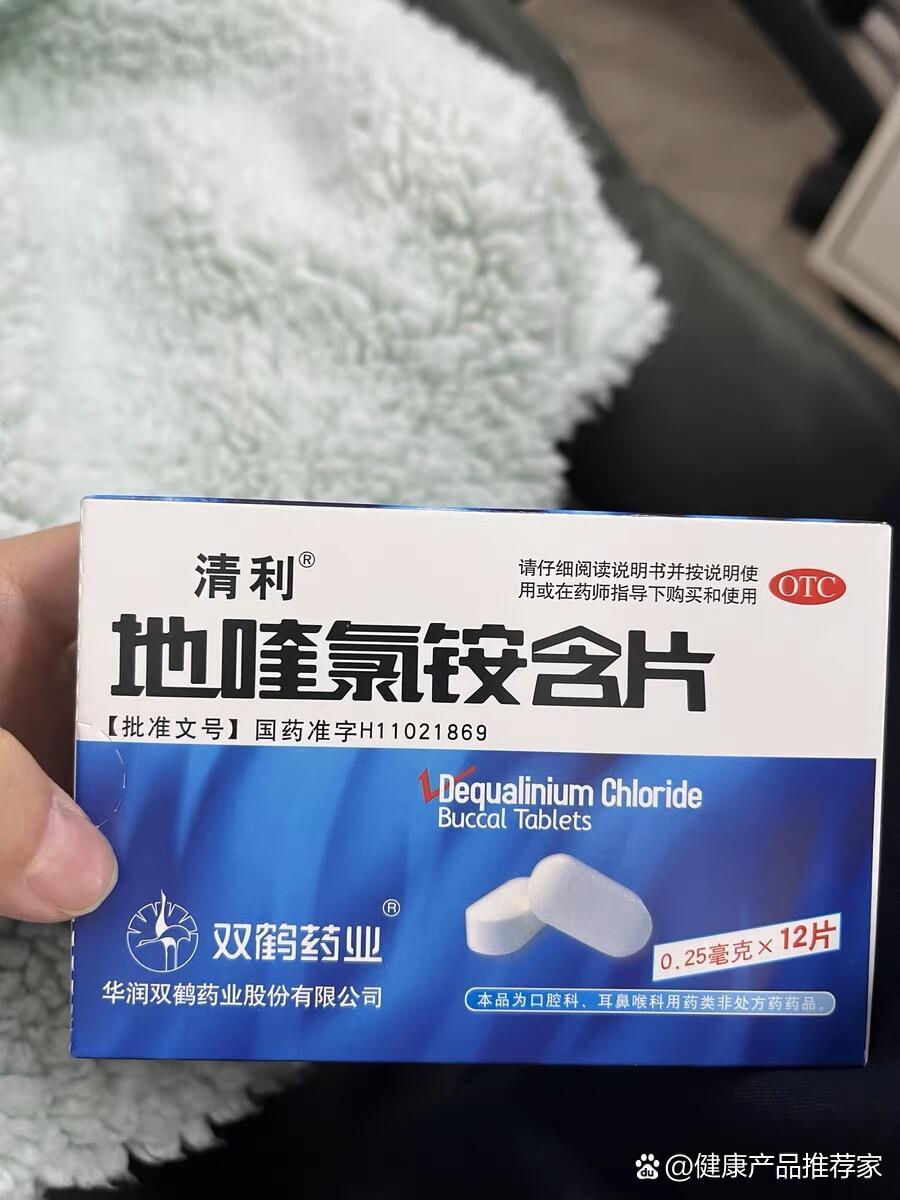 清利®
请仔细阅读说明书并按说明使
用或在药师指导下购买和使用
OTC
地喹氯铵含片
【批准文号】国药准字H11021869
Dequalinium Chloride
Buccal Tablets
双鹤药业®
华润双鹤药业股份有限公司
0.25毫克×12片
本品为口腔科、耳鼻喉科用药类非处方药药品。
@健康产品推荐家